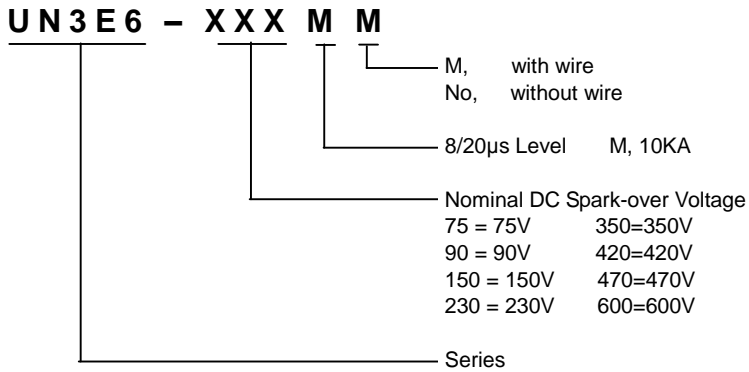 UN3E6 – XXX M M
M, with wire
No, without wire
8/20µs Level M, 10KA
Nominal DC Spark-over Voltage
75 = 75V 350=350V
90 = 90V 420=420V
150 = 150V 470=470V
230 = 230V 600=600V
Series